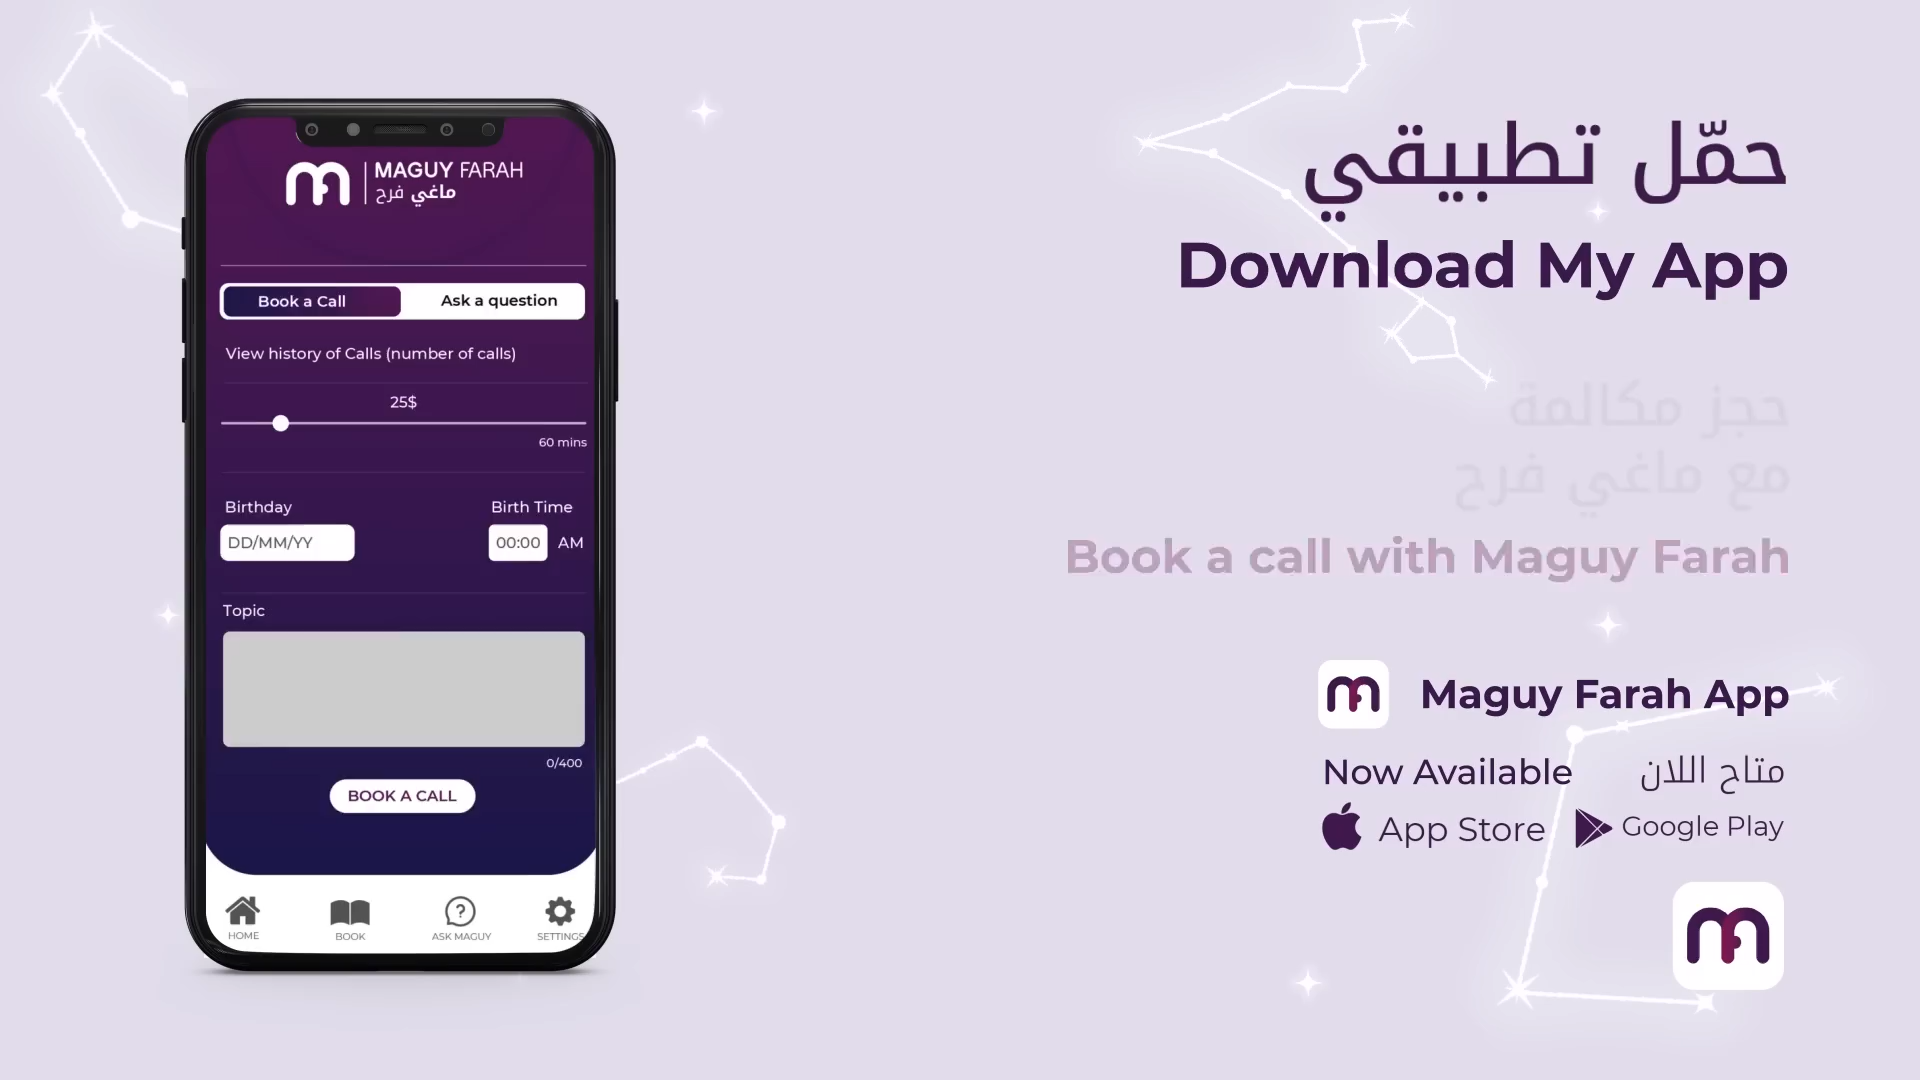 MAGUY FARAH
ماغي فرح
Book a Call
Ask a question
View history of Calls (number of calls)
25$
60 mins
Birthday
Birth Time
DD/MM/YY
00:00 AM
Topic
0/400
BOOK A CALL
HOME
BOOK
ASK MAGUY
SETTINGS
حمّل تطبيقي
Download My App
حجز مكالمة
مع ماغي فرح
Book a call with Maguy Farah
Maguy Farah App
Now Available
متاح اللان
App Store
Google Play